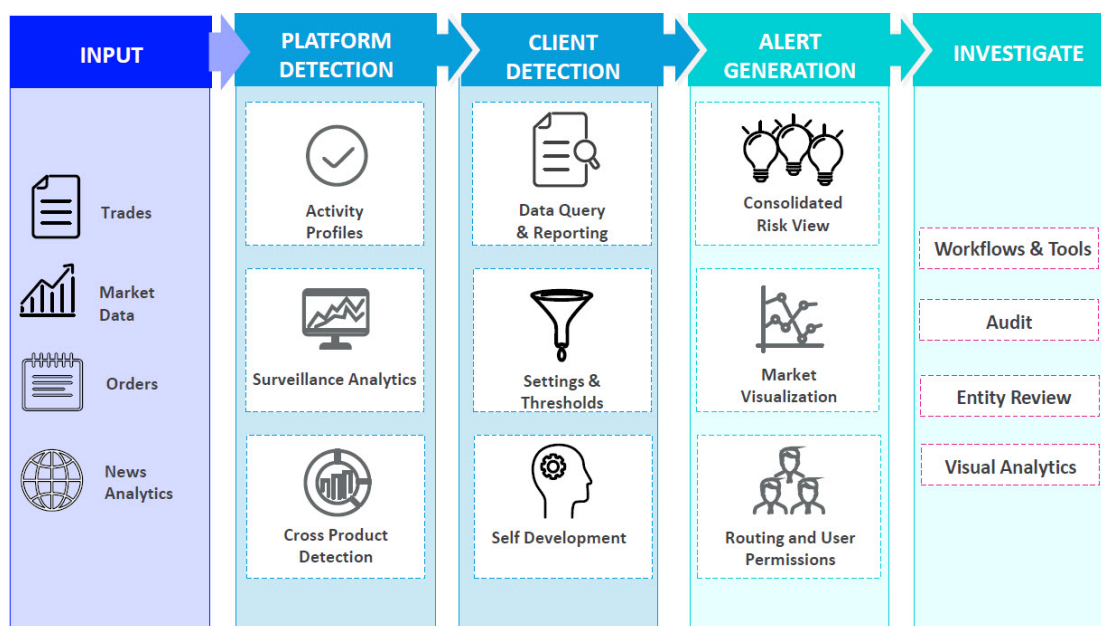 INPUT
Trades
Market
Data
Orders
News
Analytics
PLATFORM
DETECTION
Activity
Profiles
Surveillance Analytics
Cross Product
Detection
CLIENT
DETECTION
Data Query
& Reporting
Settings &
Thresholds
Self Development
ALERT
GENERATION
Consolidated
Risk View
Market
Visualization
Routing and User
Permissions
INVESTIGATE
Workflows & Tools
Audit
Entity Review
Visual Analytics